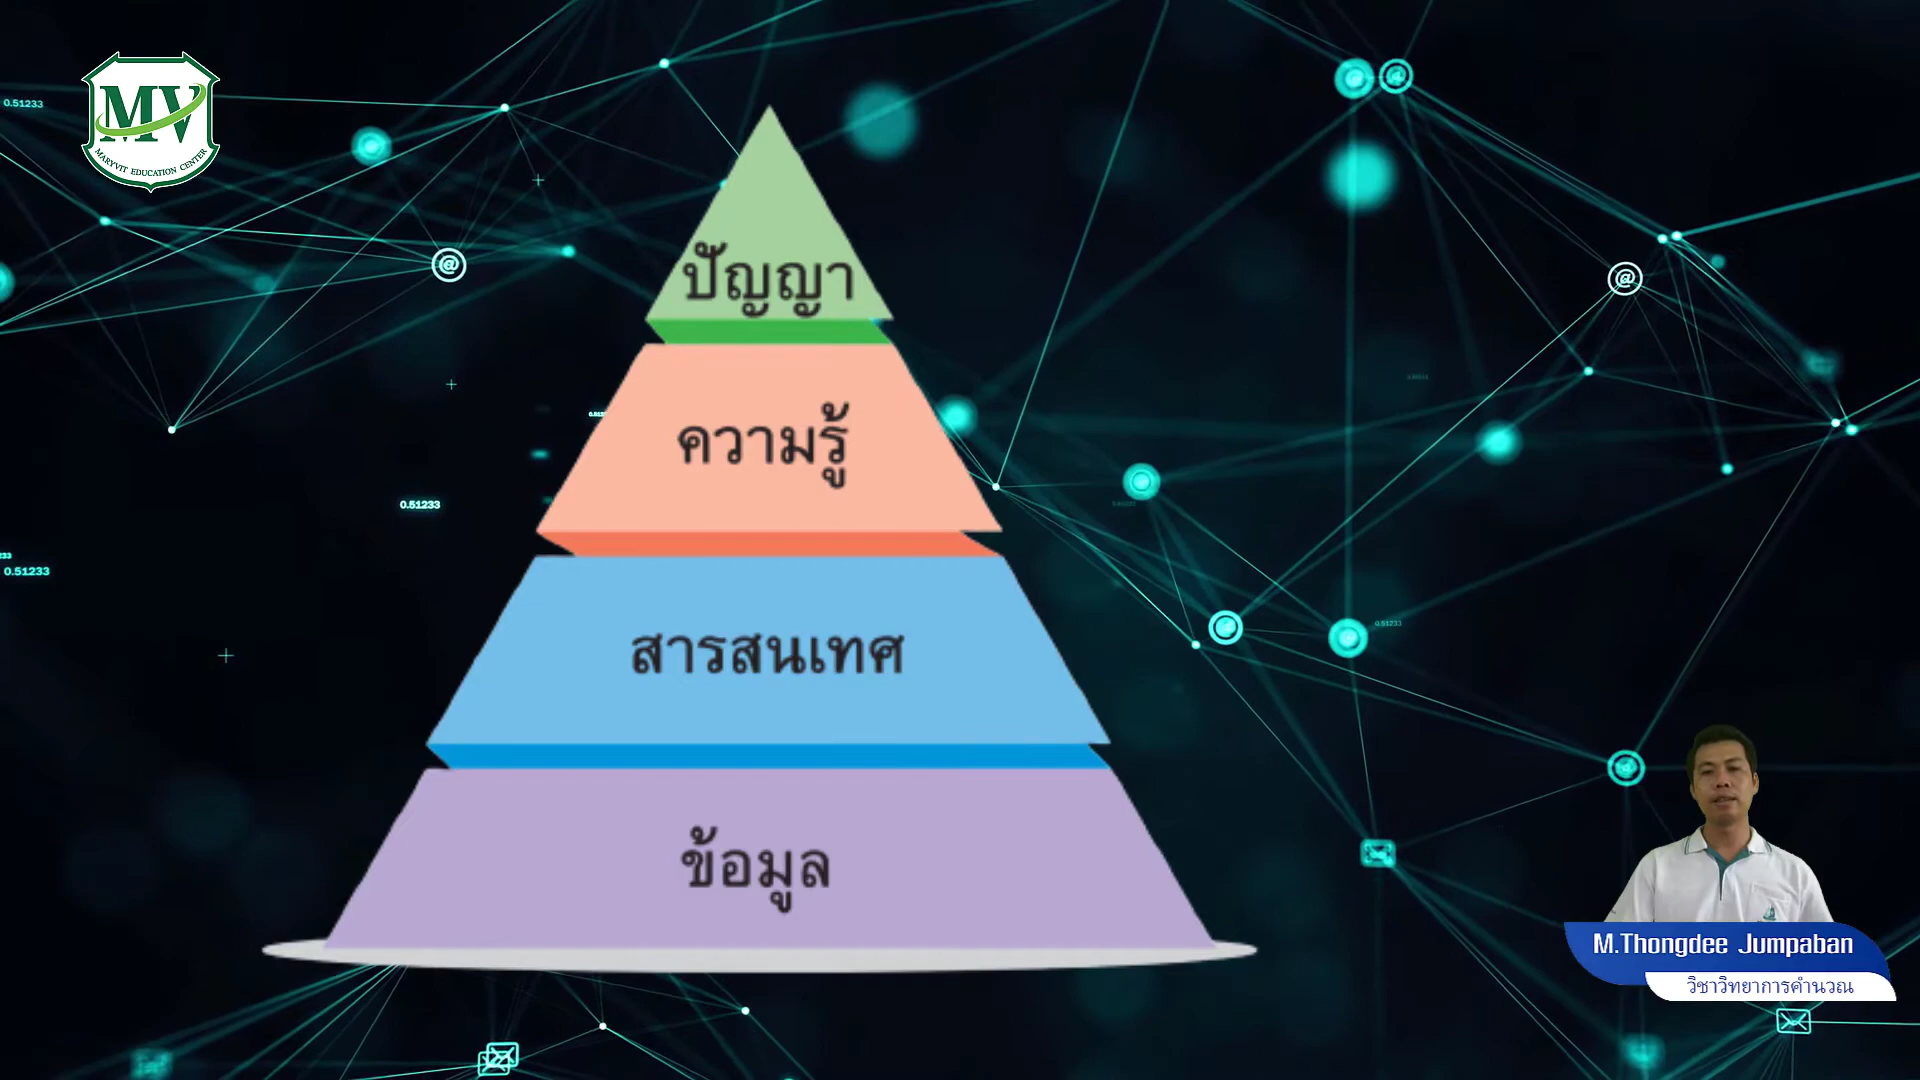 MV
MARYVIT EDUCATION CENTER
0.51233
ปัญญา
ความรู้
0.51233
0.51233
สารสนเทศ
0.51233
ข้อมูล
M.Thongdee Jumpaban
วิชาวิทยาการคำนวณ